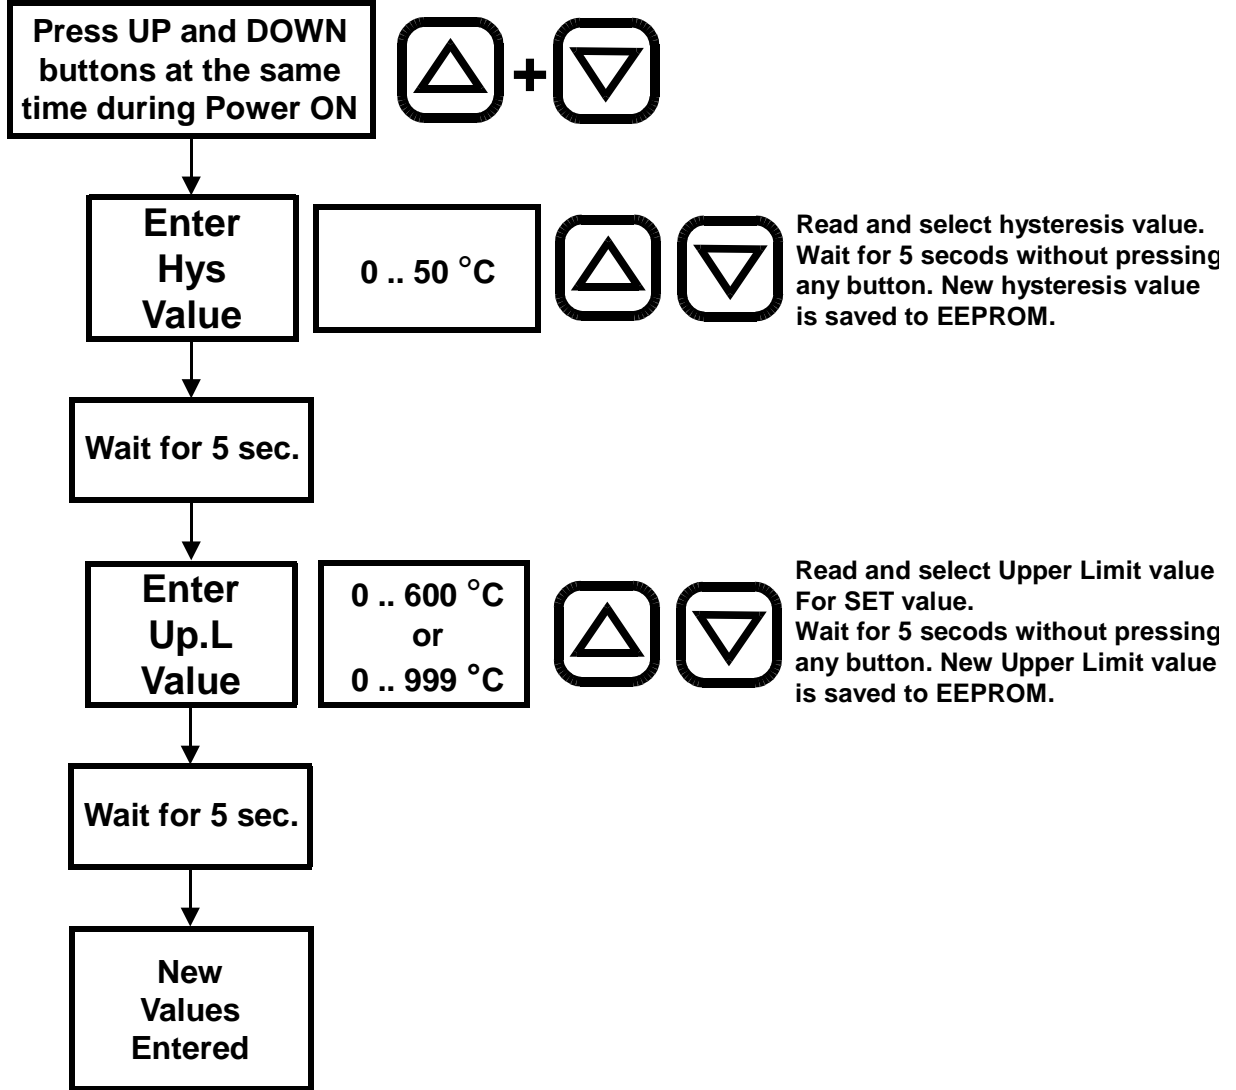 Press UP and DOWN
buttons at the same
time during Power ON
+
Enter
Hys
Value
0 .. 50 °C
Read and select hysteresis value.
Wait for 5 secods without pressing
any button. New hysteresis value
is saved to EEPROM.
Wait for 5 sec.
Enter
Up.L
Value
0 .. 600 °C
or
0 .. 999 °C
Read and select Upper Limit value
For SET value.
Wait for 5 secods without pressing
any button. New Upper Limit value
is saved to EEPROM.
Wait for 5 sec.
New
Values
Entered